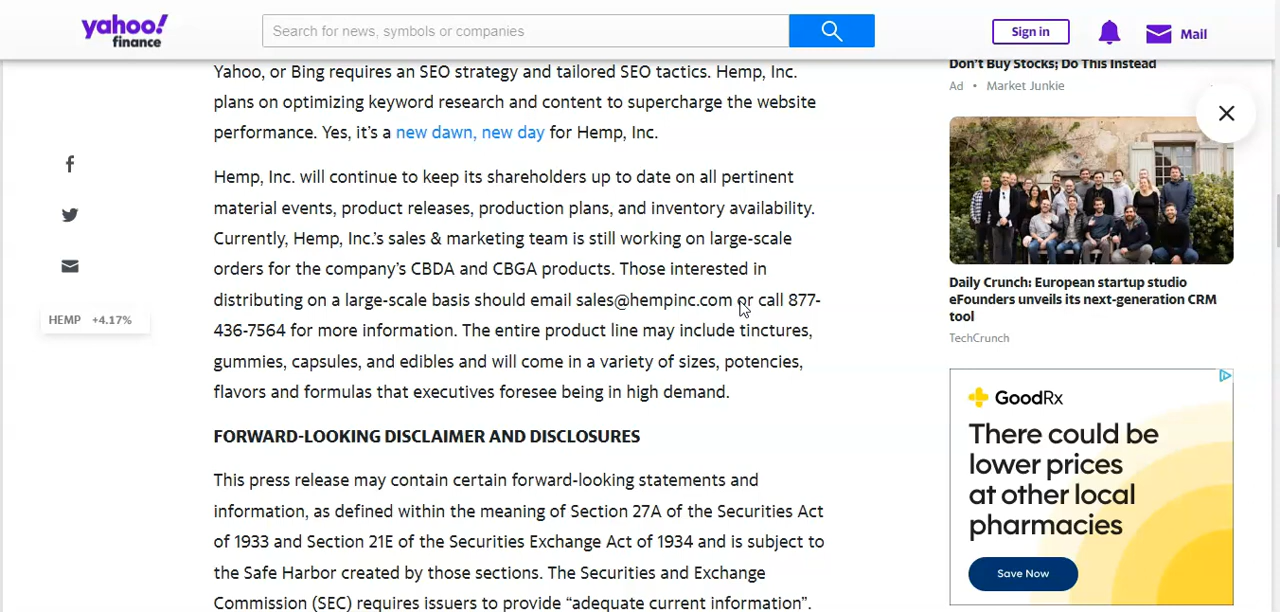 yahoo!
finance
Search for news, symbols or companies
Sign in
Mail
Yahoo, or Bing requires an SEO strategy and tailored SEO tactics. Hemp, Inc.
plans on optimizing keyword research and content to supercharge the website
performance. Yes, it's a new dawn, new day for Hemp, Inc.
Hemp, Inc. will continue to keep its shareholders up to date on all pertinent
material events, product releases, production plans, and inventory availability.
Currently, Hemp, Inc.'s sales & marketing team is still working on large-scale
orders for the company's CBDA and CBGA products. Those interested in
distributing on a large-scale basis should email sales@hempinc.com or call 877-
436-7564 for more information. The entire product line may include tinctures,
gummies, capsules, and edibles and will come in a variety of sizes, potencies,
flavors and formulas that executives foresee being in high demand.
FORWARD-LOOKING DISCLAIMER AND DISCLOSURES
This press release may contain certain forward-looking statements and
information, as defined within the meaning of Section 27A of the Securities Act
of 1933 and Section 21E of the Securities Exchange Act of 1934 and is subject to
the Safe Harbor created by those sections. The Securities and Exchange
Commission (SEC) requires issuers to provide “adequate current information”.
HEMP +4.17%
Don't Buy Stocks; Do This Instead
Ad • Market Junkie
Daily Crunch: European startup studio
eFounders unveils its next-generation CRM
tool
TechCrunch
GoodRx
There could be
lower prices
at other local
pharmacies
Save Now